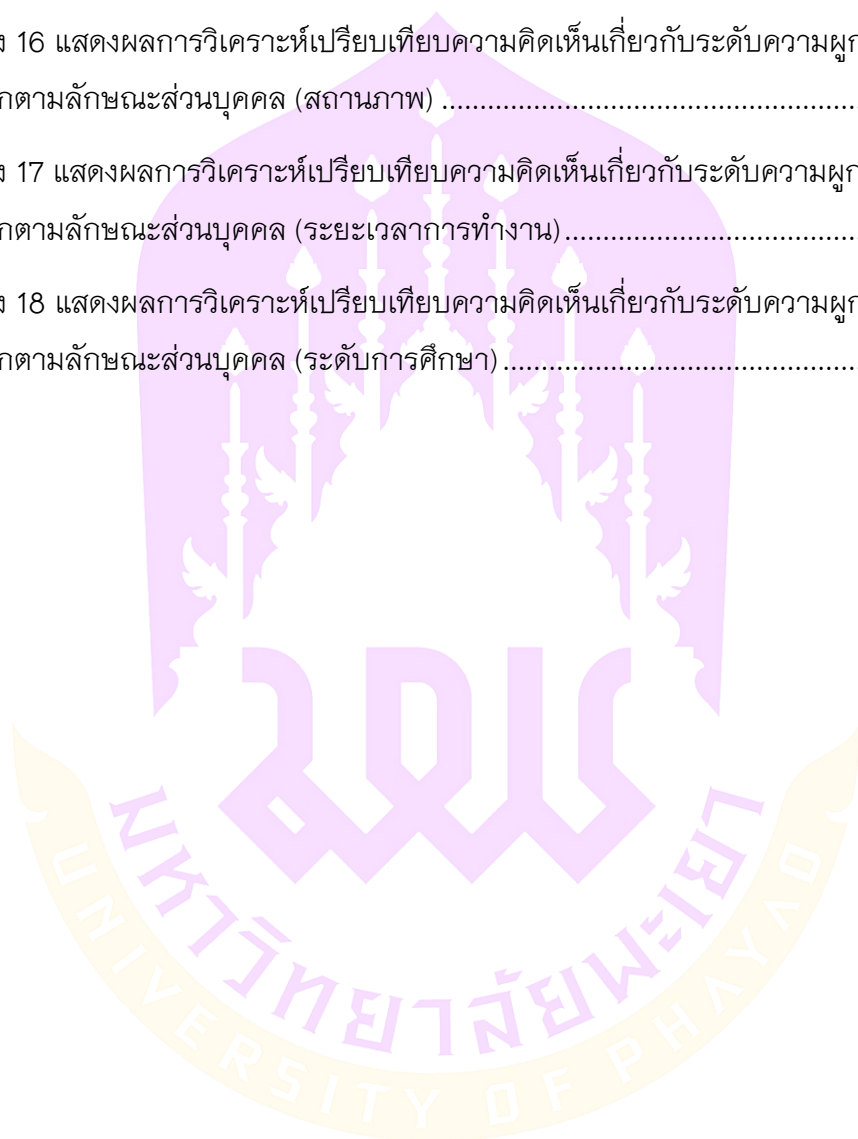 ง 16 แสดงผลการวิเคราะห์เปรียบเทียบความคิดเห็นเกี่ยวกับระดับความผูก
กตามลักษณะส่วนบุคคล (สถานภาพ) ......................................................
ง 17 แสดงผลการวิเคราะห์เปรียบเทียบความคิดเห็นเกี่ยวกับระดับความผูก
กตามลักษณะส่วนบุคคล (ระยะเวลาการทำงาน)......................................
ง 18 แสดงผลการวิเคราะห์เปรียบเทียบความคิดเห็นเกี่ยวกับระดับความผูก
กตามลักษณะส่วนบุคคล (ระดับการศึกษา)..............................................
มพ
มหาวิทยาลัยพะเยา
UNIVERSITY OF PHAYAO